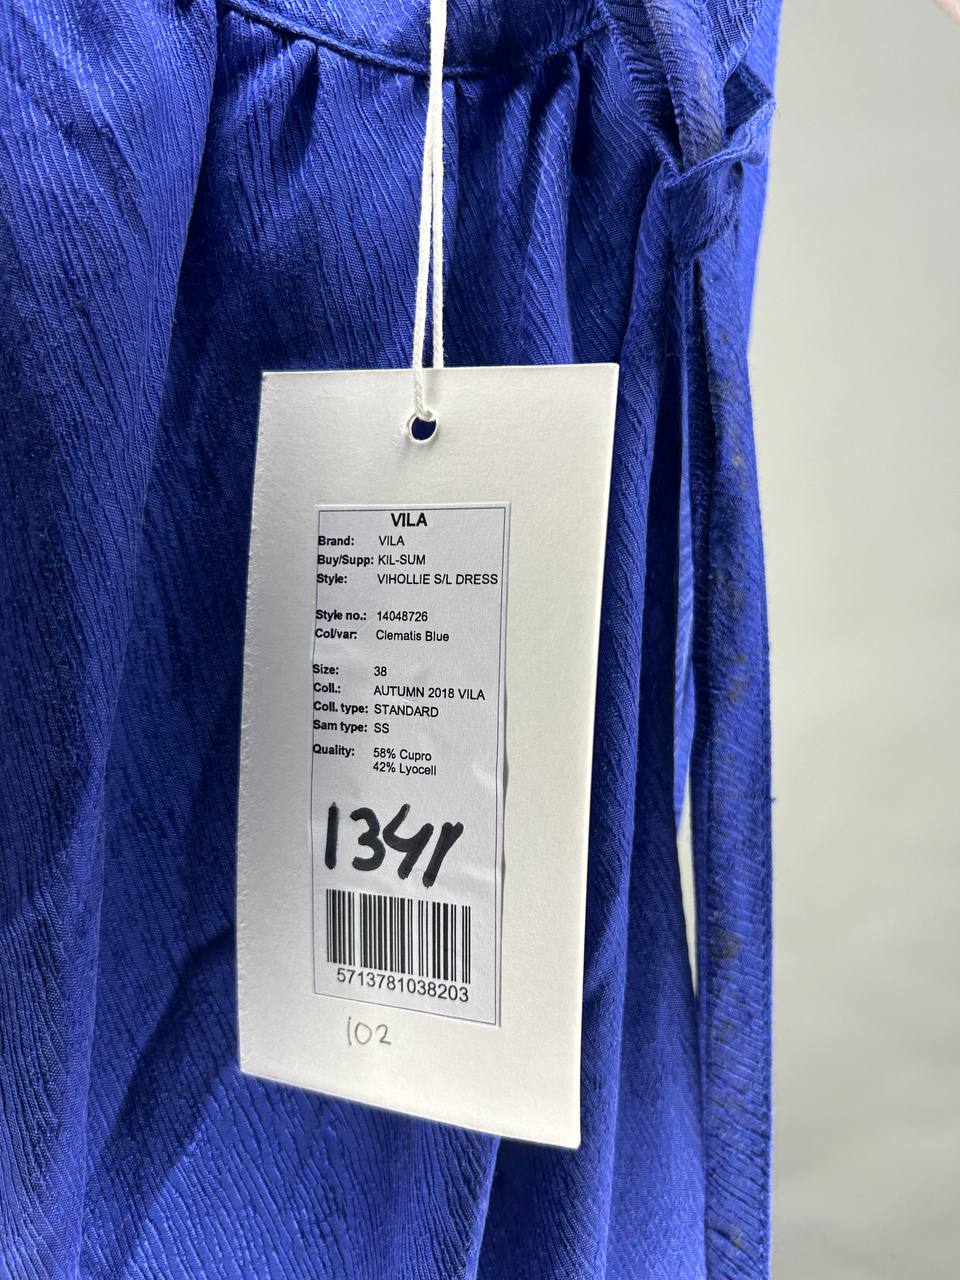 VILA
Brand: VILA
Buy/Supp: KIL-SUM
Style: VIHOLLIE S/L DRESS
Style no.: 14048726
Col/var: Clematis Blue
Size: 38
Coll.: AUTUMN 2018 VILA
Coll. type: STANDARD
Sam type: SS
Quality: 58% Cupro
42% Lyocell
1341
5713781038203
102